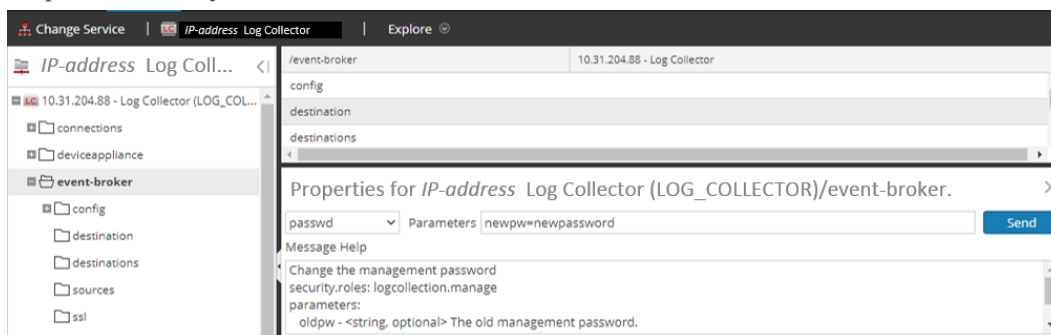 Change Service
LC IP-address Log Collector
Explore
IP-address Log Coll...
/event-broker
10.31.204.88 - Log Collector
config
destination
destinations
LC 10.31.204.88 - Log Collector (LOG_COL...
connections
deviceappliance
event-broker
config
destination
destinations
sources
ssl
Properties for IP-address Log Collector (LOG_COLLECTOR)/event-broker.
passwd
Parameters newpw=newpassword
Send
Message Help
Change the management password
security.roles: logcollection.manage
parameters:
oldpw - <string, optional> The old management password.